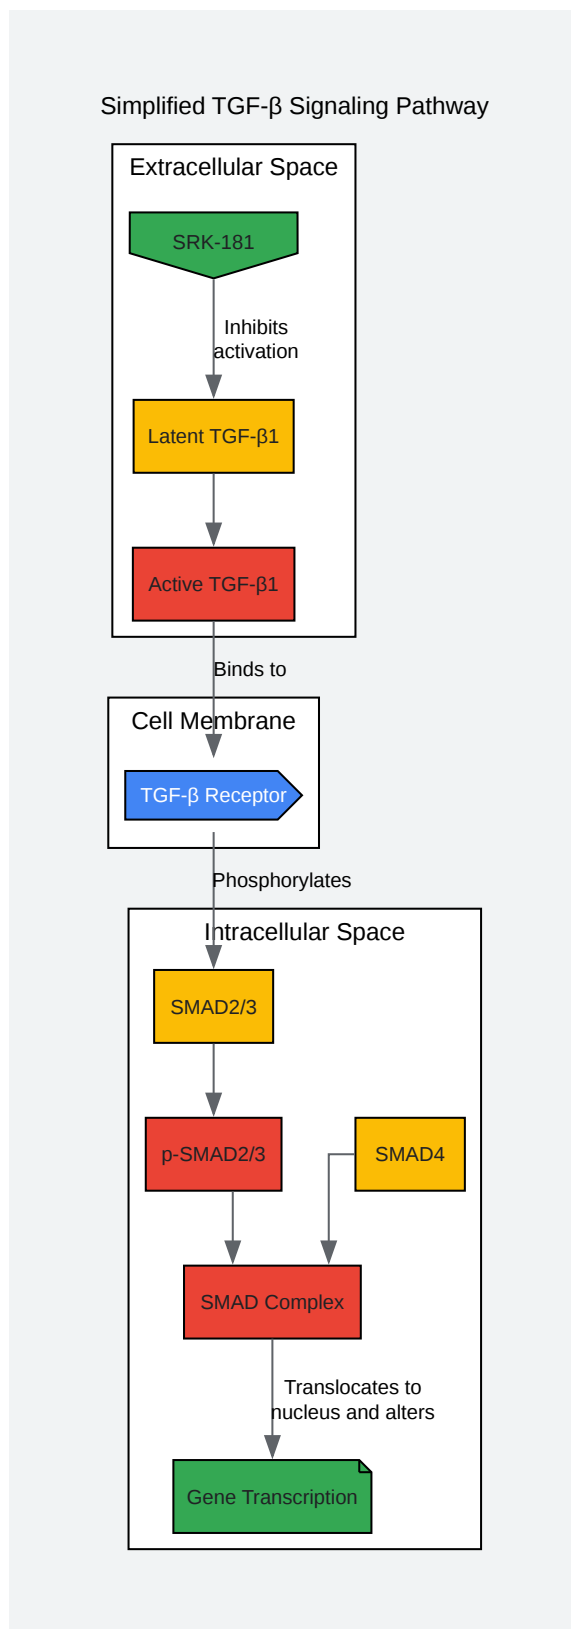 Simplified TGF-β Signaling Pathway
Extracellular Space
SRK-181
Inhibits
activation
Latent TGF-β1
Active TGF-β1
Binds to
Cell Membrane
TGF-β Receptor
Phosphorylates
Intracellular Space
SMAD2/3
p-SMAD2/3
SMAD4
SMAD Complex
Translocates to
nucleus and alters
Gene Transcription